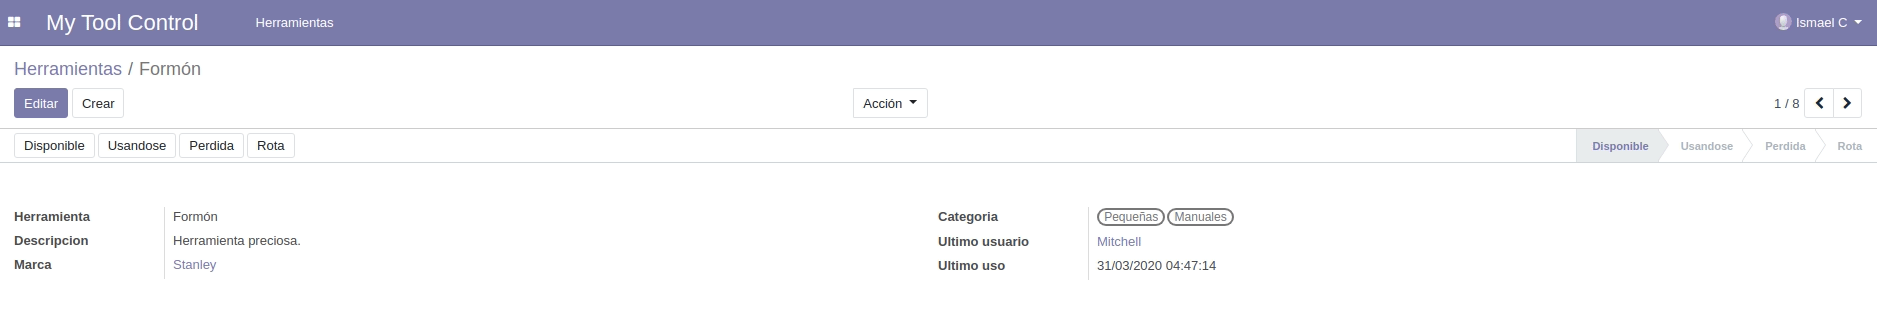 My Tool Control Herramientas Ismael C
Herramientas / Formón
Editar Crear Acción 1 / 8
Disponible Usandose Perdida Rota Disponible Usandose Perdida Rota
Herramienta Formón Categoria Pequeñas Manuales
Descripcion Herramienta preciosa. Ultimo usuario Mitchell
Marca Stanley Ultimo uso 31/03/2020 04:47:14